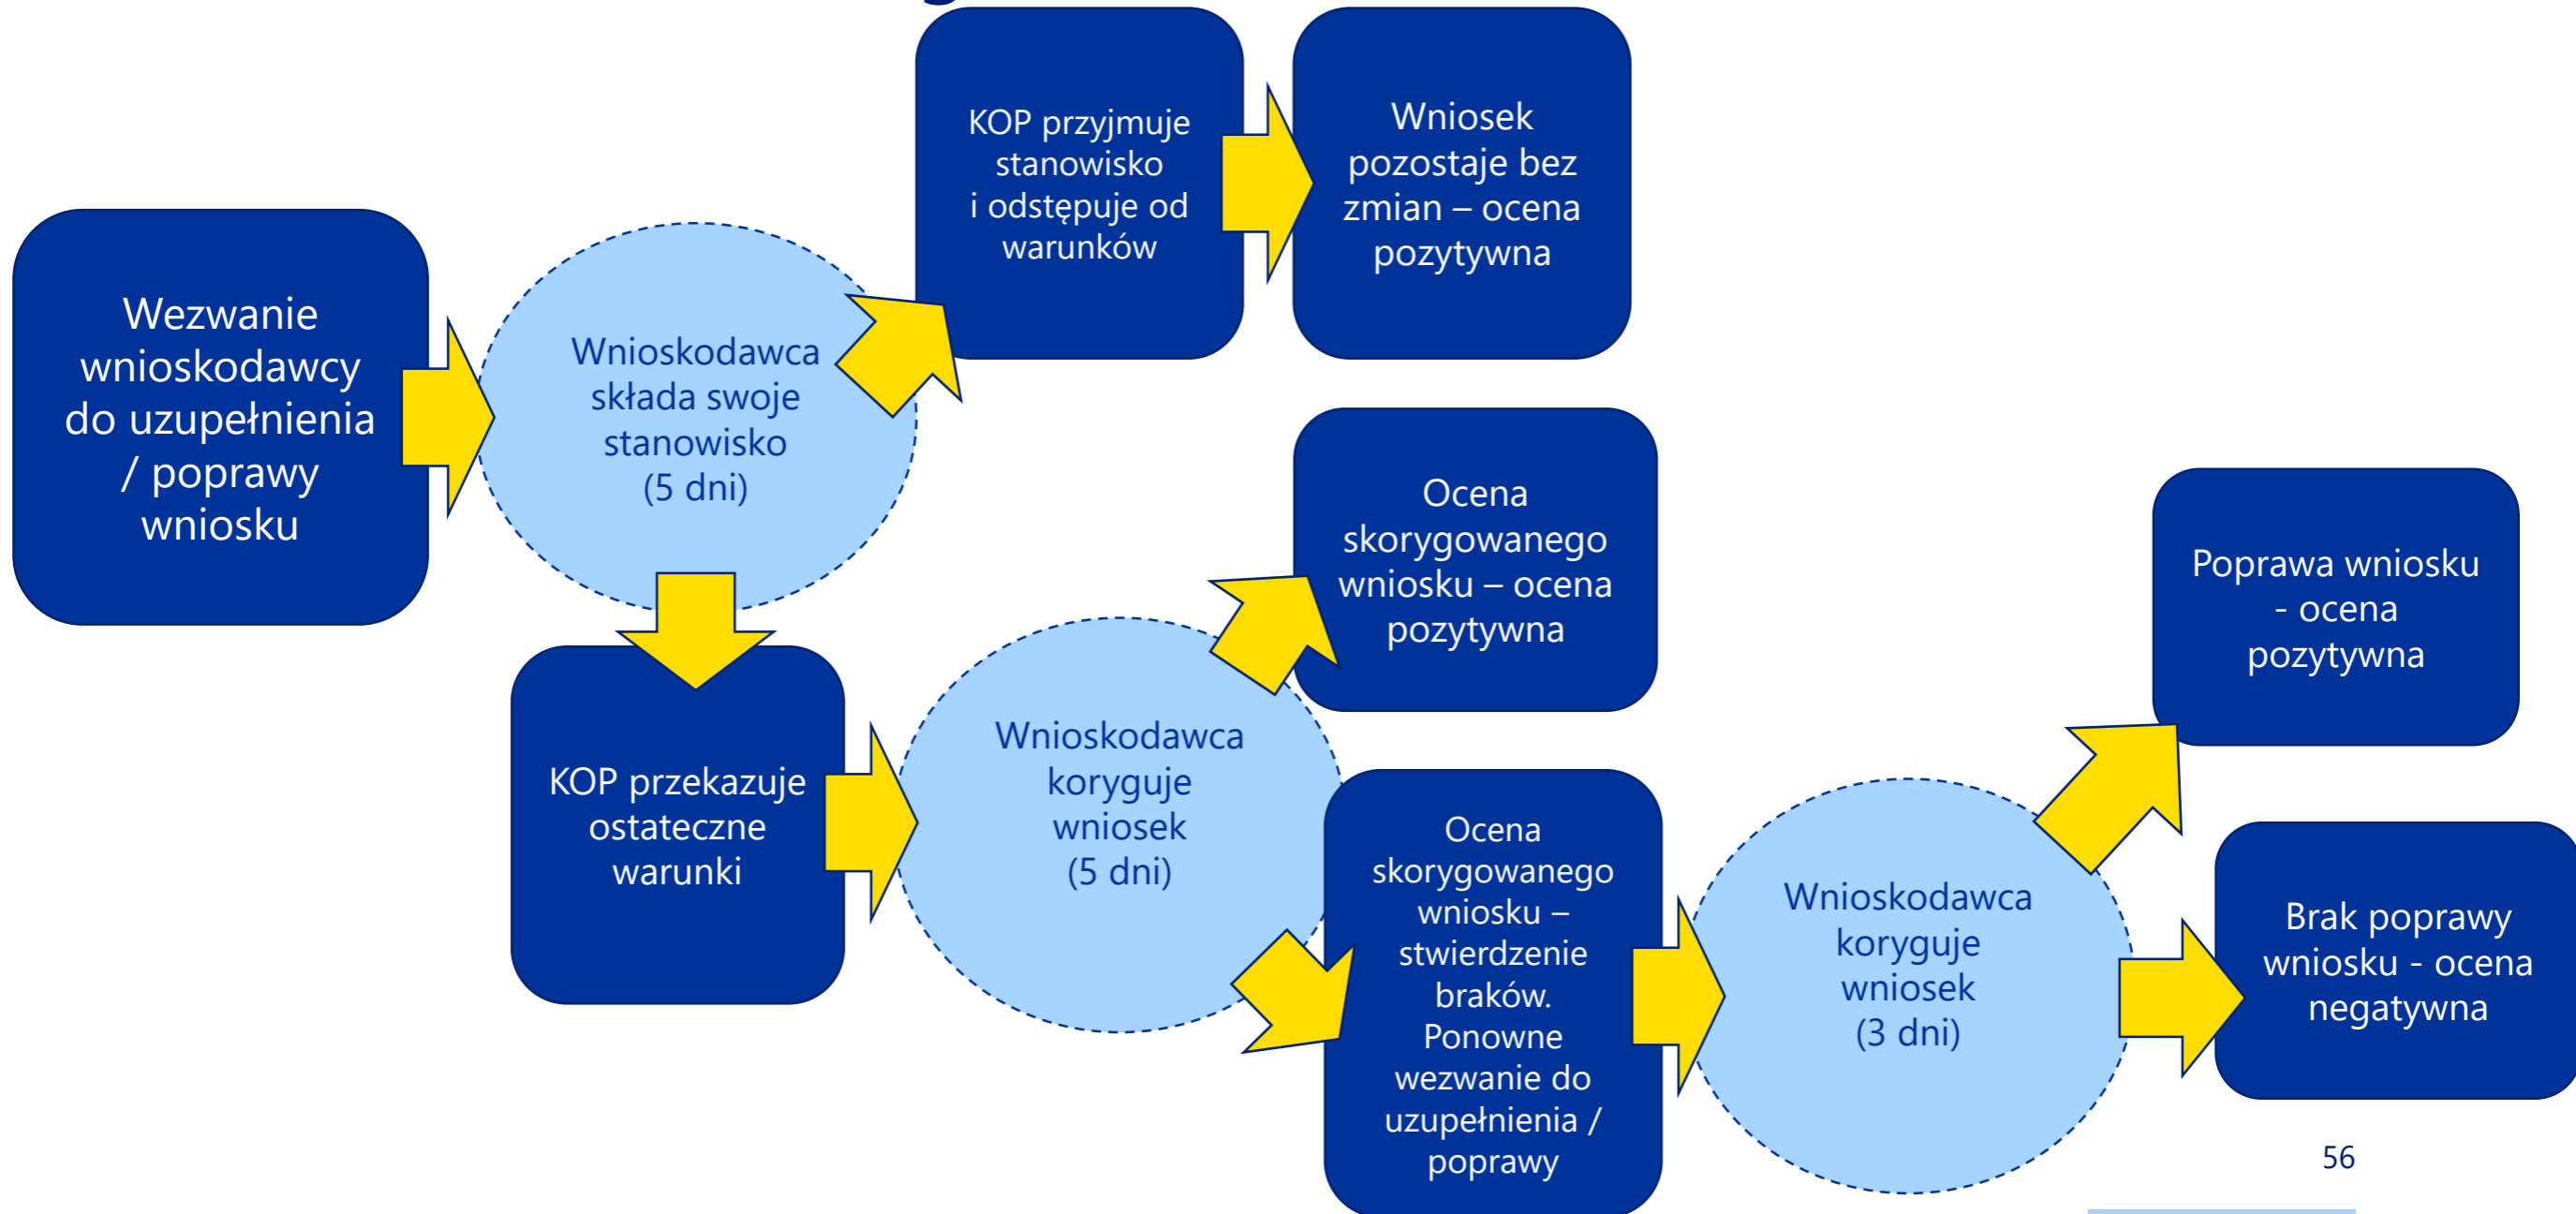 Wezwanie
wnioskodawcy
do uzupełnienia
/ poprawy
wniosku
Wnioskodawca
składa swoje
stanowisko
(5 dni)
KOP przyjmuje
stanowisko
i odstępuje od
warunków
Wniosek
pozostaje bez
zmian – ocena
pozytywna
KOP przekazuje
ostateczne
warunki
Wnioskodawca
koryguje
wniosek
(5 dni)
Ocena
skorygowanego
wniosku – ocena
pozytywna
Ocena
skorygowanego
wniosku –
stwierdzenie
braków.
Ponowne
wezwanie do
uzupełnienia /
poprawy
Wnioskodawca
koryguje
wniosek
(3 dni)
Poprawa wniosku
- ocena
pozytywna
Brak poprawy
wniosku - ocena
negatywna
56